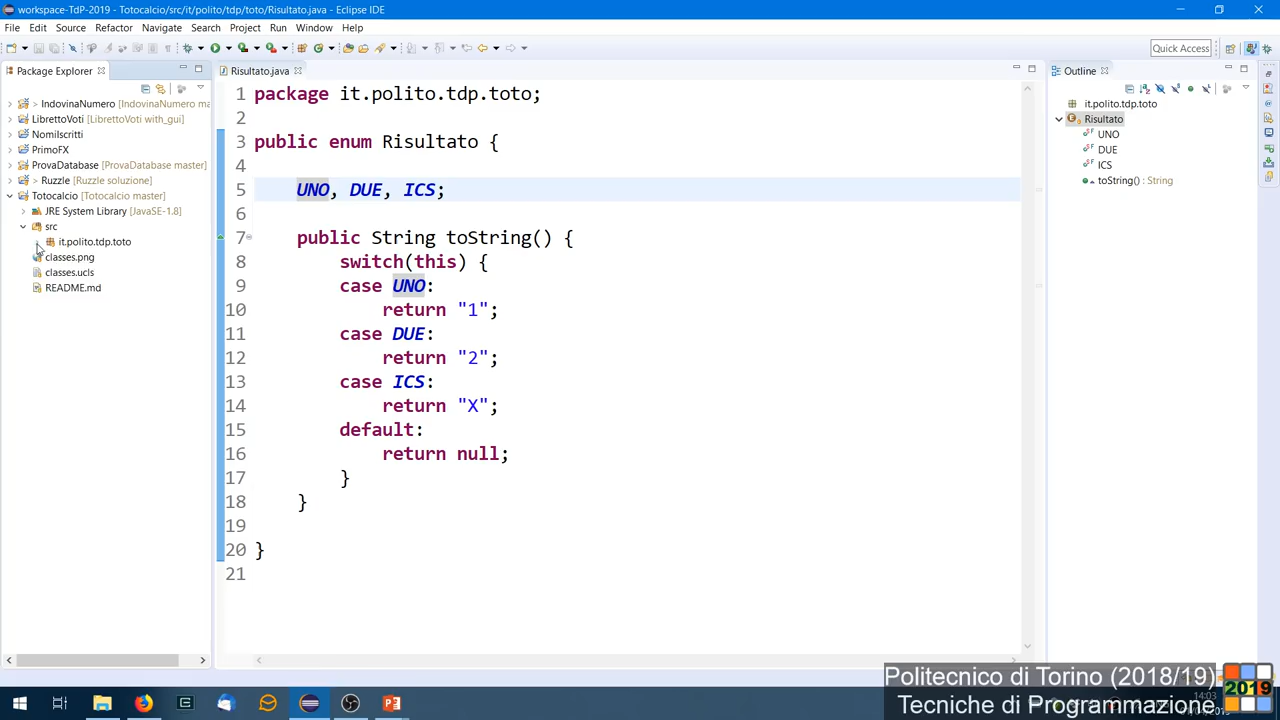 workspace-TdP-2019 - Totocalcio/src/it/polito/tdp/toto/Risultato.java - Eclipse IDE
File Edit Source Refactor Navigate Search Project Run Window Help
Quick Access
Package Explorer
Risultato.java
Outline
> IndovinaNumero [IndovinaNumero ma
LibrettoVoti [LibrettoVoti with_gui]
NomiIscritti
PrimoFX
ProvaDatabase [ProvaDatabase master]
> Ruzzle [Ruzzle soluzione]
Totocalcio [Totocalcio master]
JRE System Library [JavaSE-1.8]
src
it.polito.tdp.toto
classes.png
classes.ucls
README.md
1 package it.polito.tdp.toto;
2
3 public enum Risultato {
4
5 UNO, DUE, ICS;
6
7 public String toString() {
8 switch(this) {
9 case UNO:
10 return "1";
11 case DUE:
12 return "2";
13 case ICS:
14 return "X";
15 default:
16 return null;
17 }
18 }
19
20 }
21
it.polito.tdp.toto
Risultato
UNO
DUE
ICS
toString() : String
Politecnico di Torino (2018/19)
Tecniche di Programmazione
2019
14:03